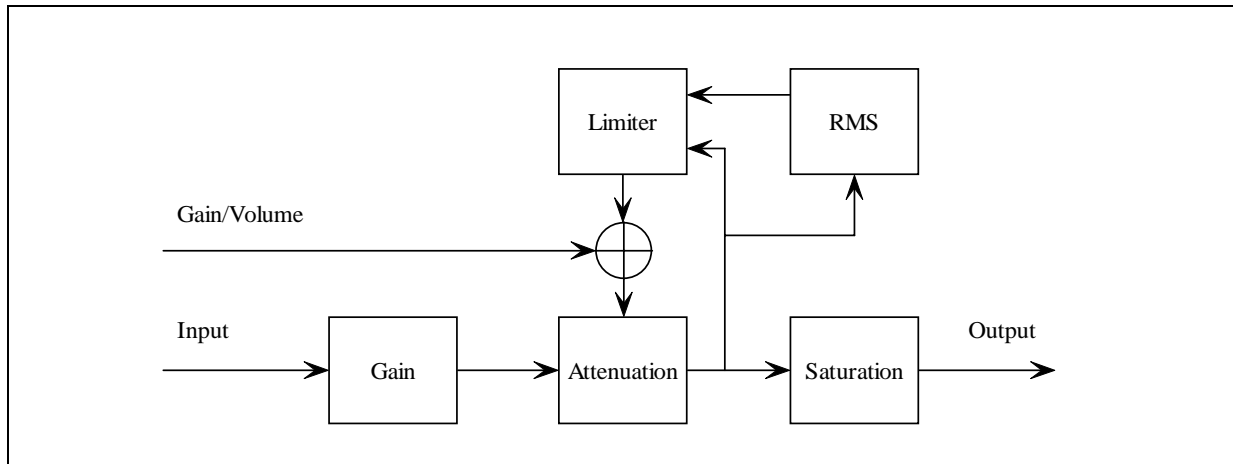 Limiter
RMS
Gain/Volume
Input
Output
Gain
Attenuation
Saturation